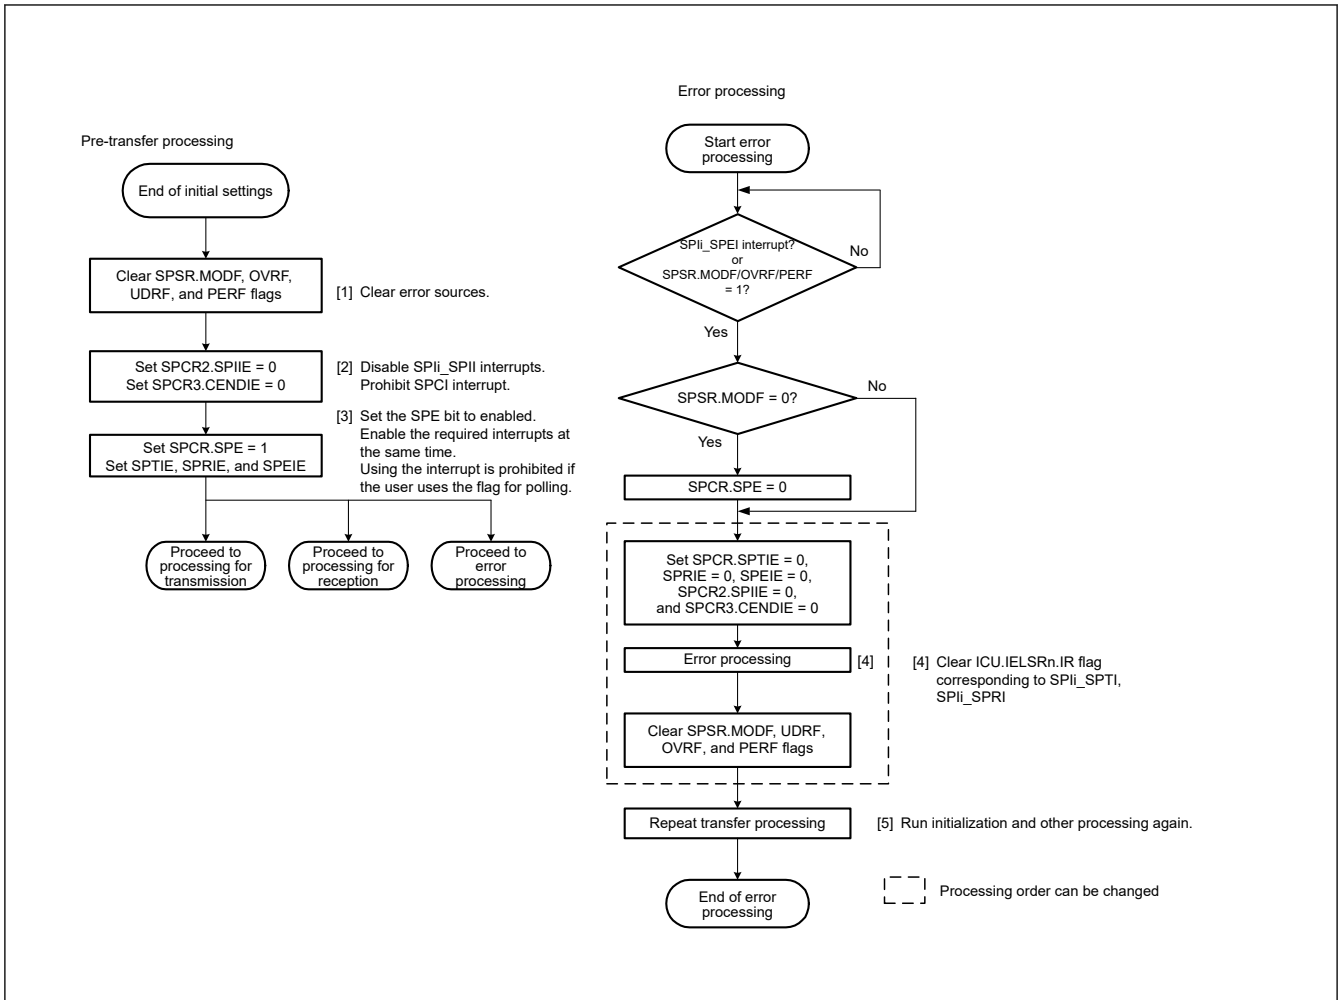 Pre-transfer processing
End of initial settings
Clear SPSR.MODF, OVRF,
UDRF, and PERF flags
[1] Clear error sources.
Set SPCR2.SPIIE = 0
Set SPCR3.CENDIE = 0
[2] Disable SPIi_SPII interrupts.
Prohibit SPCI interrupt.
Set SPCR.SPE = 1
Set SPTIE, SPRIE, and SPEIE
[3] Set the SPE bit to enabled.
Enable the required interrupts at
the same time.
Using the interrupt is prohibited if
the user uses the flag for polling.
Proceed to
processing for
transmission
Proceed to
processing for
reception
Proceed to
error
processing
Error processing
Start error
processing
SPIi_SPEI interrupt?
or
SPSR.MODF/OVRF/PERF
= 1?
No
Yes
SPSR.MODF = 0?
No
Yes
SPCR.SPE = 0
Set SPCR.SPTIE = 0,
SPRIE = 0, SPEIE = 0,
SPCR2.SPIIE = 0,
and SPCR3.CENDIE = 0
Error processing
[4]
[4] Clear ICU.IELSRn.IR flag
corresponding to SPIi_SPTI,
SPIi_SPRI
Clear SPSR.MODF, UDRF,
OVRF, and PERF flags
Repeat transfer processing
[5] Run initialization and other processing again.
End of error
processing
Processing order can be changed